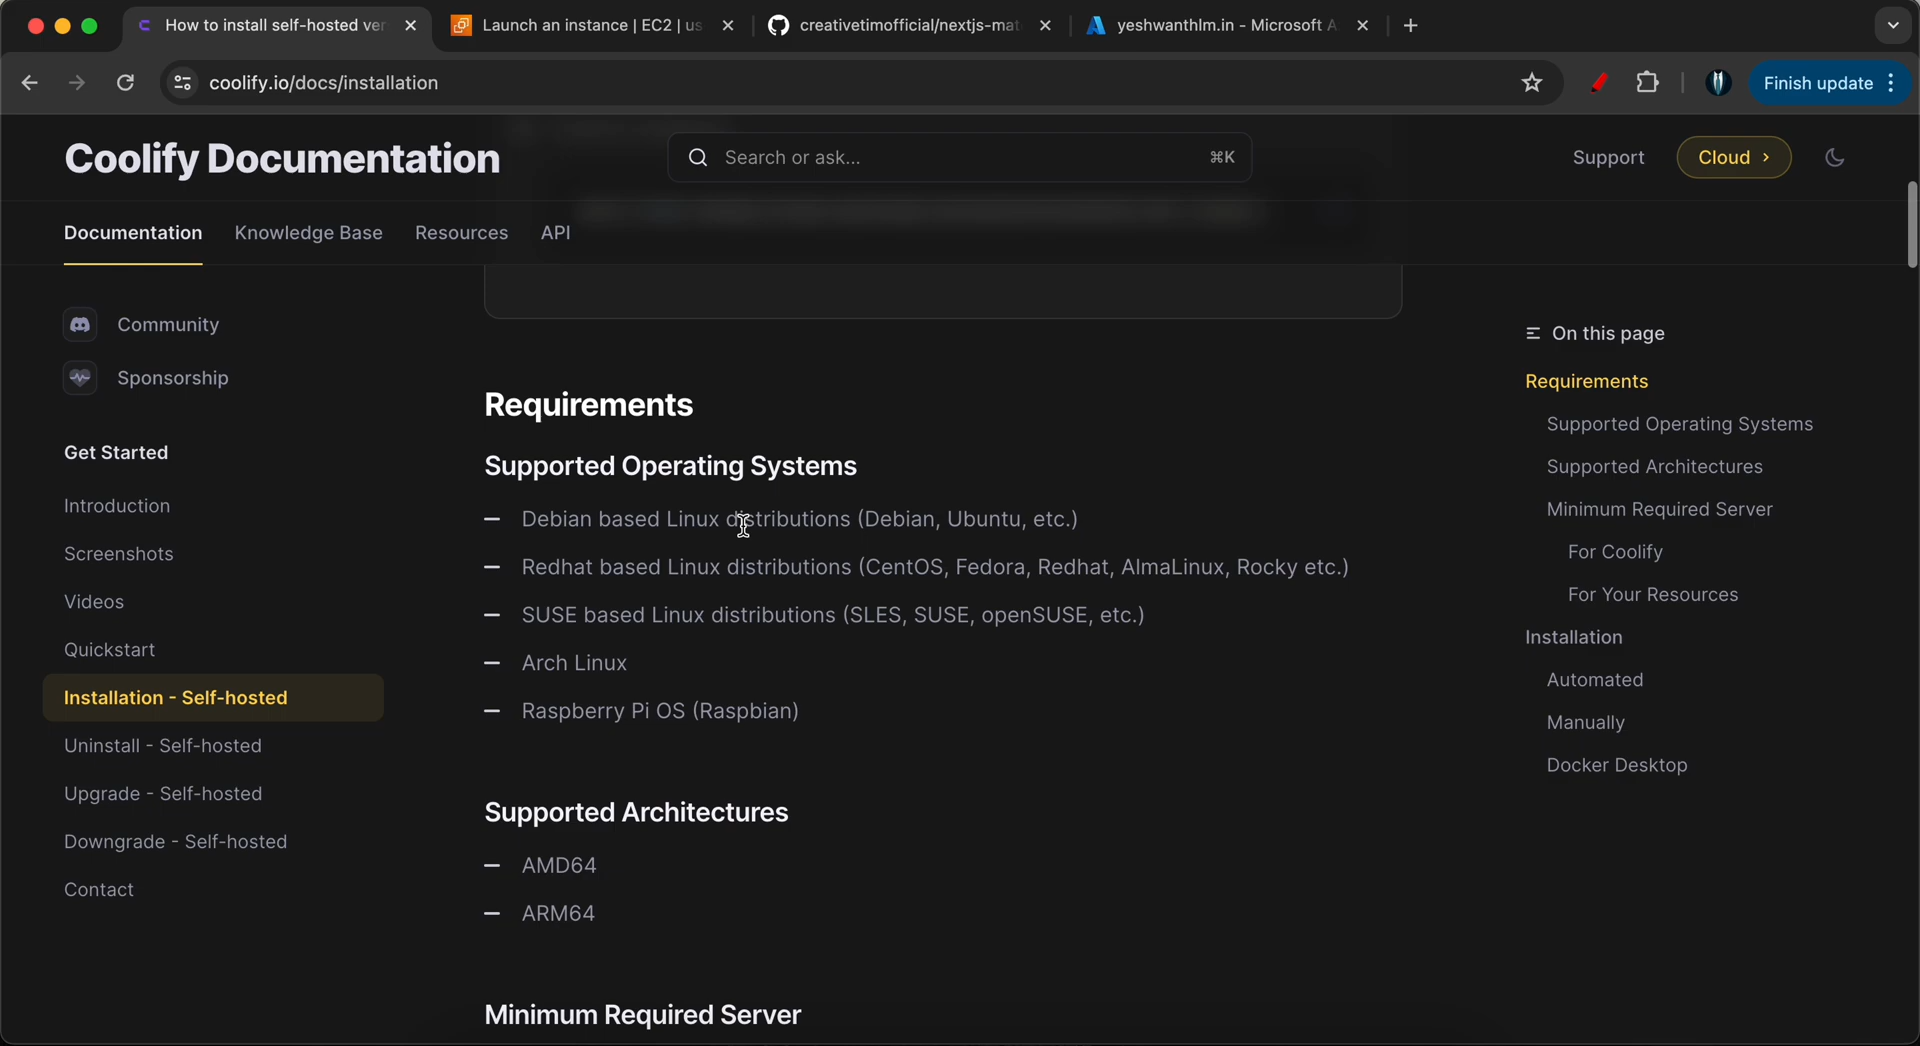 How to install self-hosted ver
Launch an instance | EC2 | us
creativetimofficial/nextjs-mat
yeshwanthlm.in - Microsoft A
coolify.io/docs/installation
Finish update
Coolify Documentation
Search or ask...
⌘K
Support
Cloud
Documentation
Knowledge Base
Resources
API
Community
Sponsorship
Get Started
Introduction
Screenshots
Videos
Quickstart
Installation - Self-hosted
Uninstall - Self-hosted
Upgrade - Self-hosted
Downgrade - Self-hosted
Contact
Requirements
Supported Operating Systems
— Debian based Linux distributions (Debian, Ubuntu, etc.)
— Redhat based Linux distributions (CentOS, Fedora, Redhat, AlmaLinux, Rocky etc.)
— SUSE based Linux distributions (SLES, SUSE, openSUSE, etc.)
— Arch Linux
— Raspberry Pi OS (Raspbian)
Supported Architectures
— AMD64
— ARM64
Minimum Required Server
On this page
Requirements
Supported Operating Systems
Supported Architectures
Minimum Required Server
For Coolify
For Your Resources
Installation
Automated
Manually
Docker Desktop